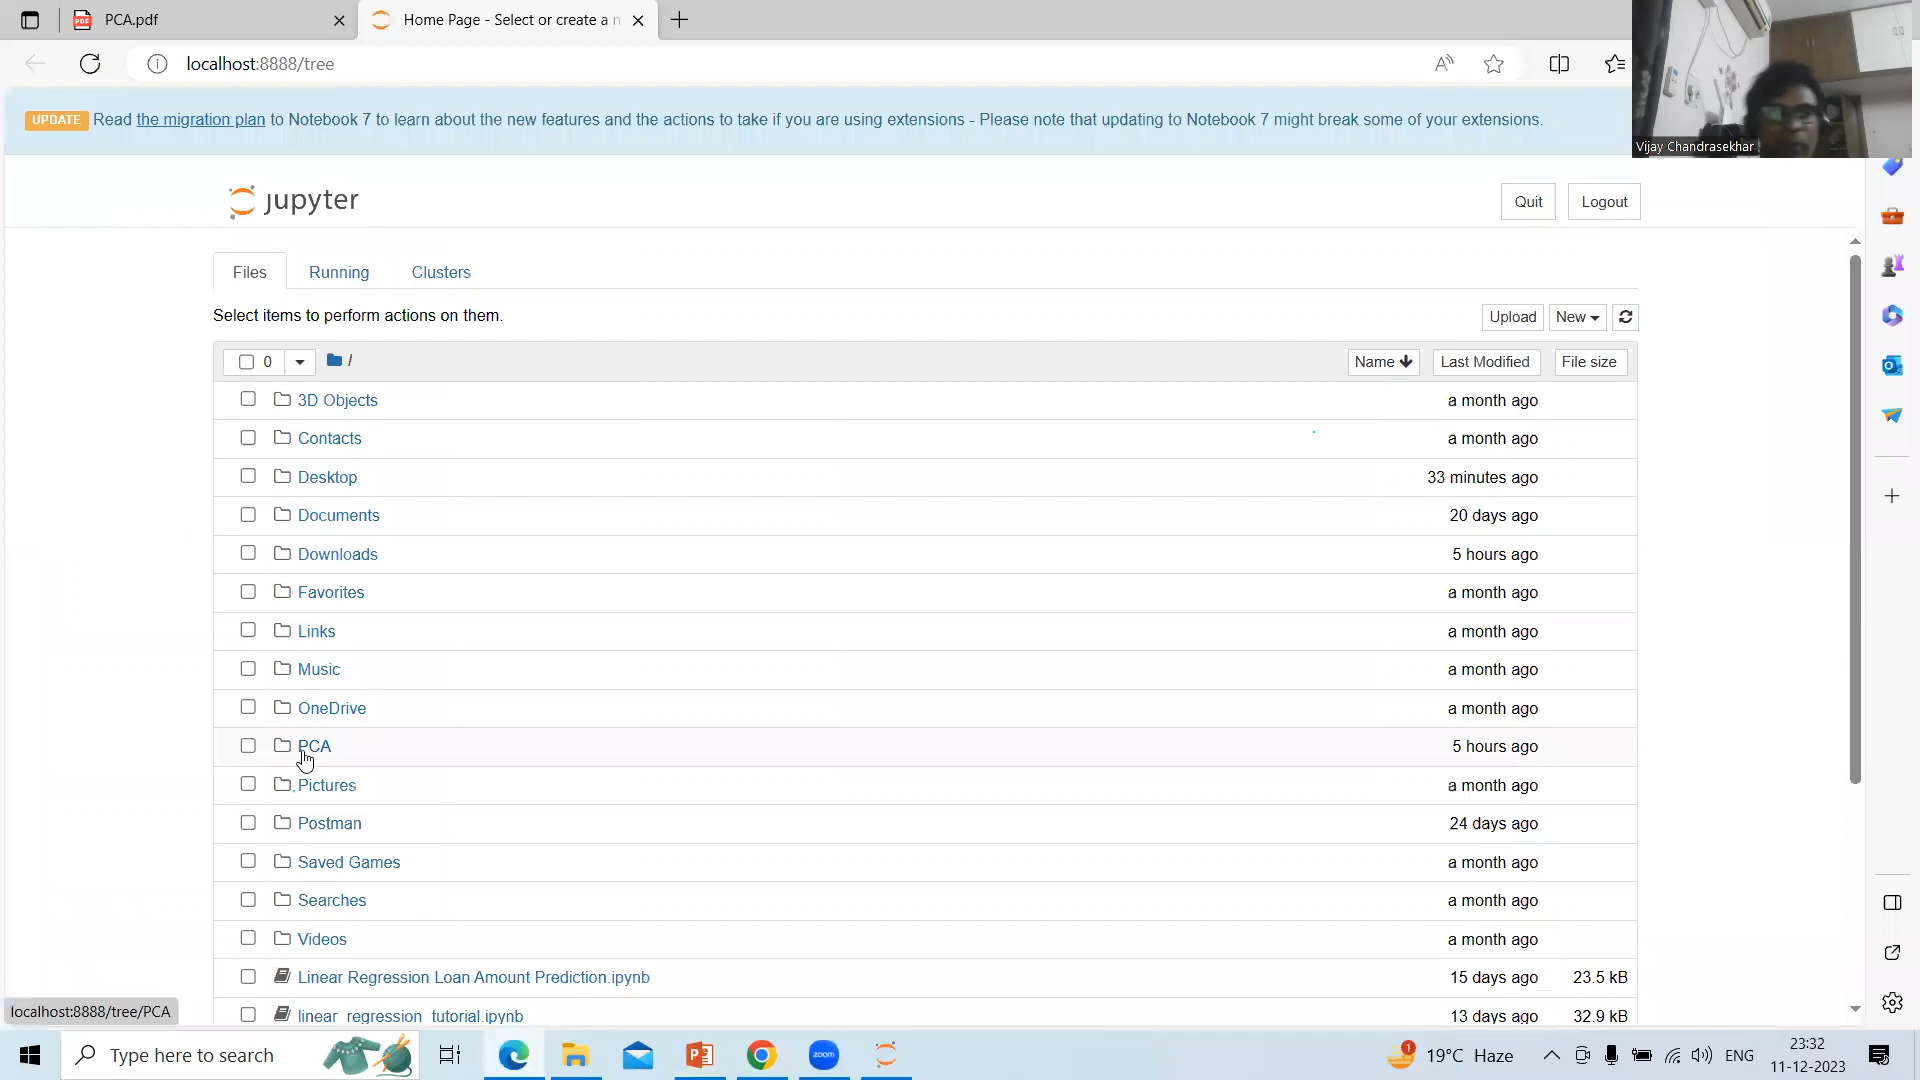 PCA.pdf
Home Page - Select or create a n
localhost:8888/tree
UPDATE Read the migration plan to Notebook 7 to learn about the new features and the actions to take if you are using extensions - Please note that updating to Notebook 7 might break some of your extensions.
Vijay Chandrasekhar
jupyter
Quit Logout
Files Running Clusters
Select items to perform actions on them.
Upload New
0 / Name Last Modified File size
3D Objects a month ago
Contacts a month ago
Desktop 33 minutes ago
Documents 20 days ago
Downloads 5 hours ago
Favorites a month ago
Links a month ago
Music a month ago
OneDrive a month ago
PCA 5 hours ago
Pictures a month ago
Postman 24 days ago
Saved Games a month ago
Searches a month ago
Videos a month ago
Linear Regression Loan Amount Prediction.ipynb 15 days ago 23.5 kB
linear_regression_tutorial.ipynb 13 days ago 32.9 kB
localhost:8888/tree/PCA
Type here to search
zoom
1
19°C Haze
ENG
23:32
11-12-2023